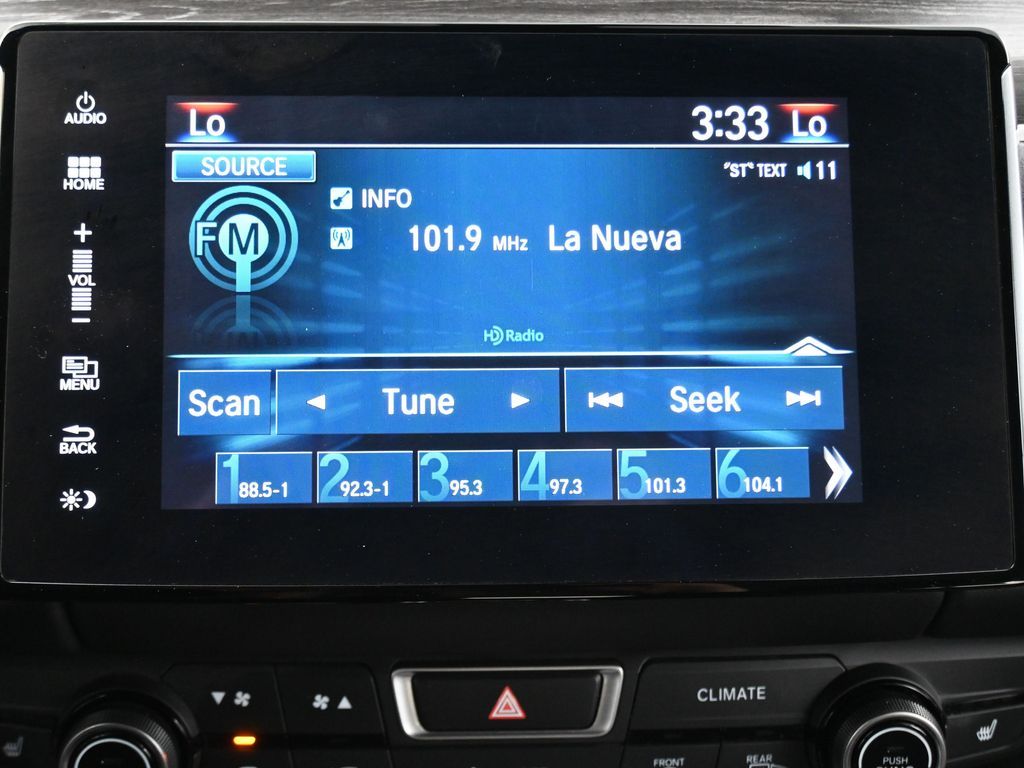 AUDIO
Lo 3:33 Lo
SOURCE "ST" TEXT 11
HOME
INFO
FM 101.9 MHz La Nueva
+
VOL
-
HD Radio
MENU
Scan Tune Seek
BACK
1 88.5-1 2 92.3-1 3 95.3 4 97.3 5 101.3 6 104.1
CLIMATE
FRONT REAR
PUSH